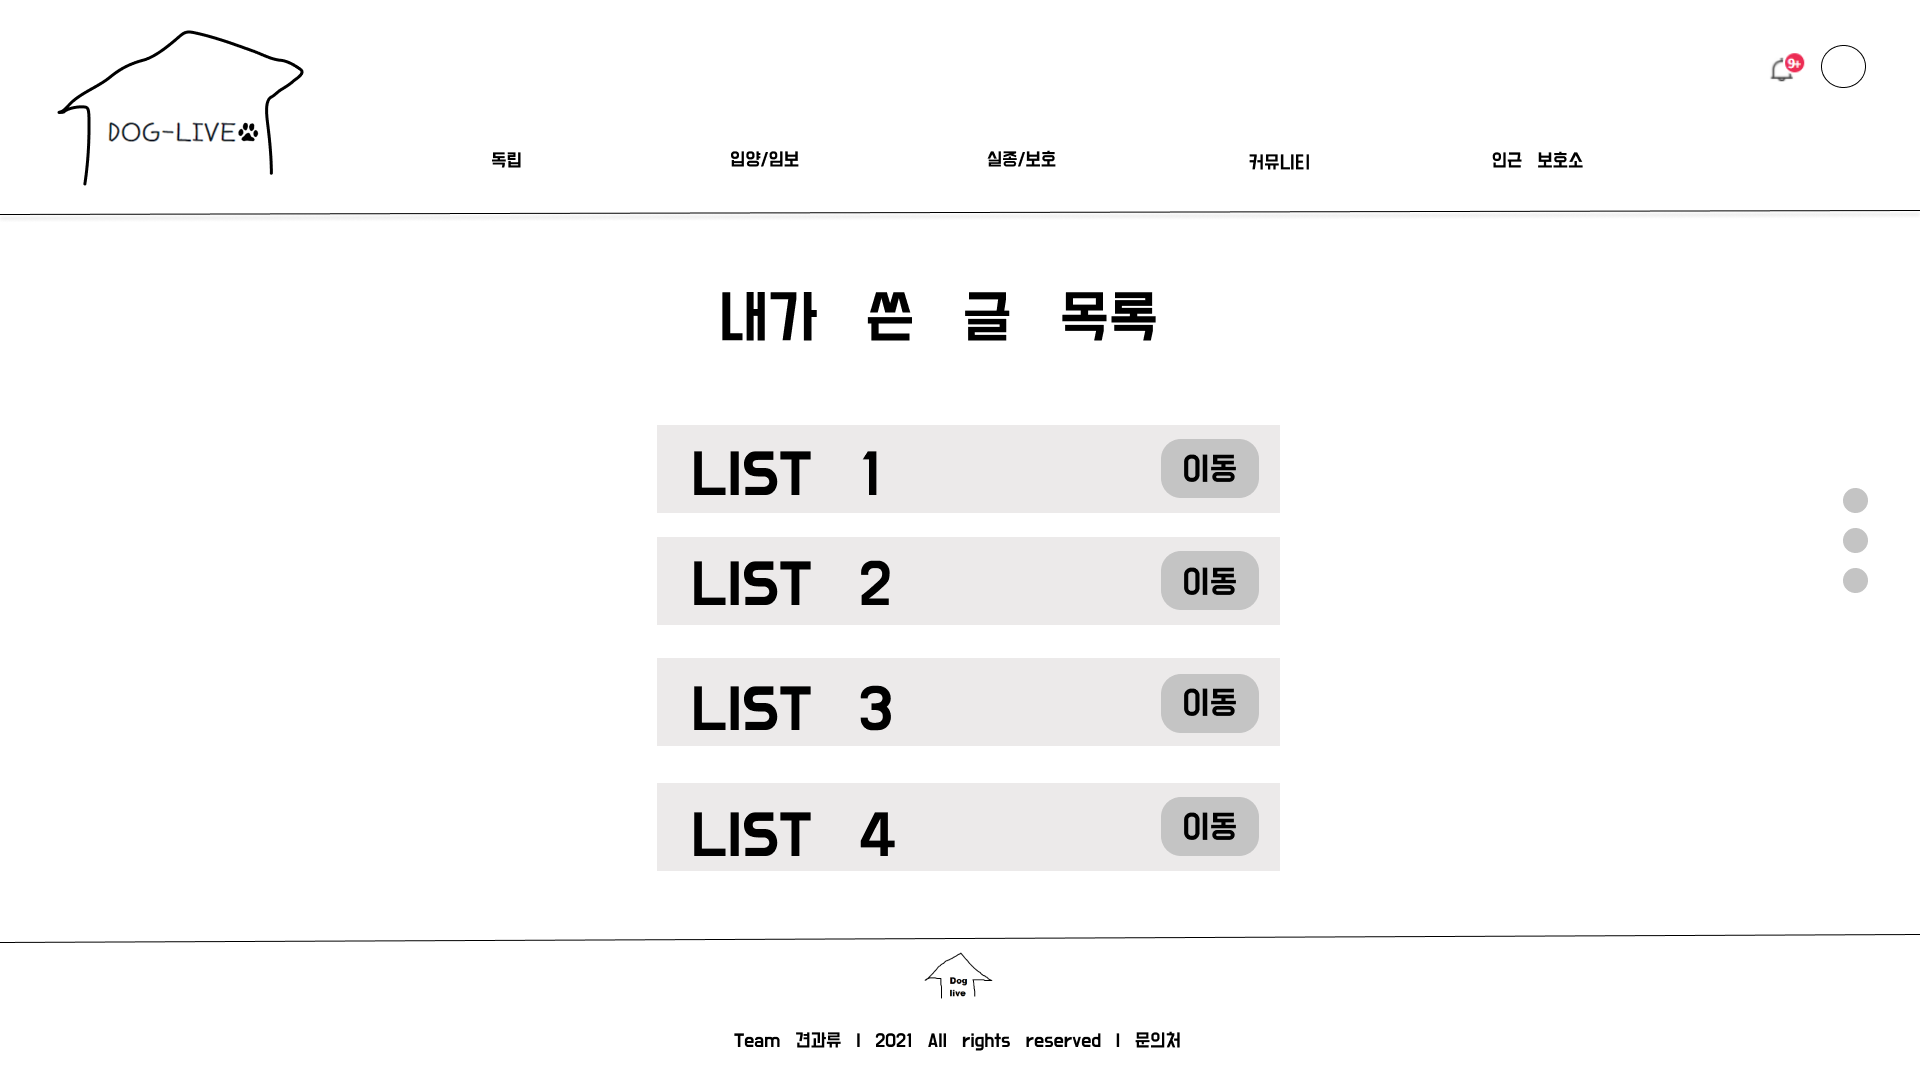 9+
DOG-LIVE
독립 입양/임보 실종/보호 커뮤니티 인근 보호소
내가 쓴 글 목록
LIST 1 이동
LIST 2 이동
LIST 3 이동
LIST 4 이동
Dog
live
Team 견과류 | 2021 All rights reserved | 문의처